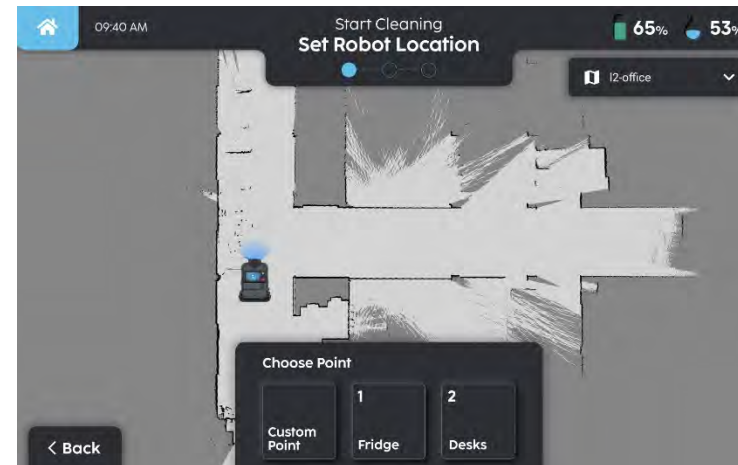 09:40 AM
Start Cleaning
Set Robot Location
65%
53%
l2-office
Choose Point
Custom
Point
1
Fridge
2
Desks
< Back